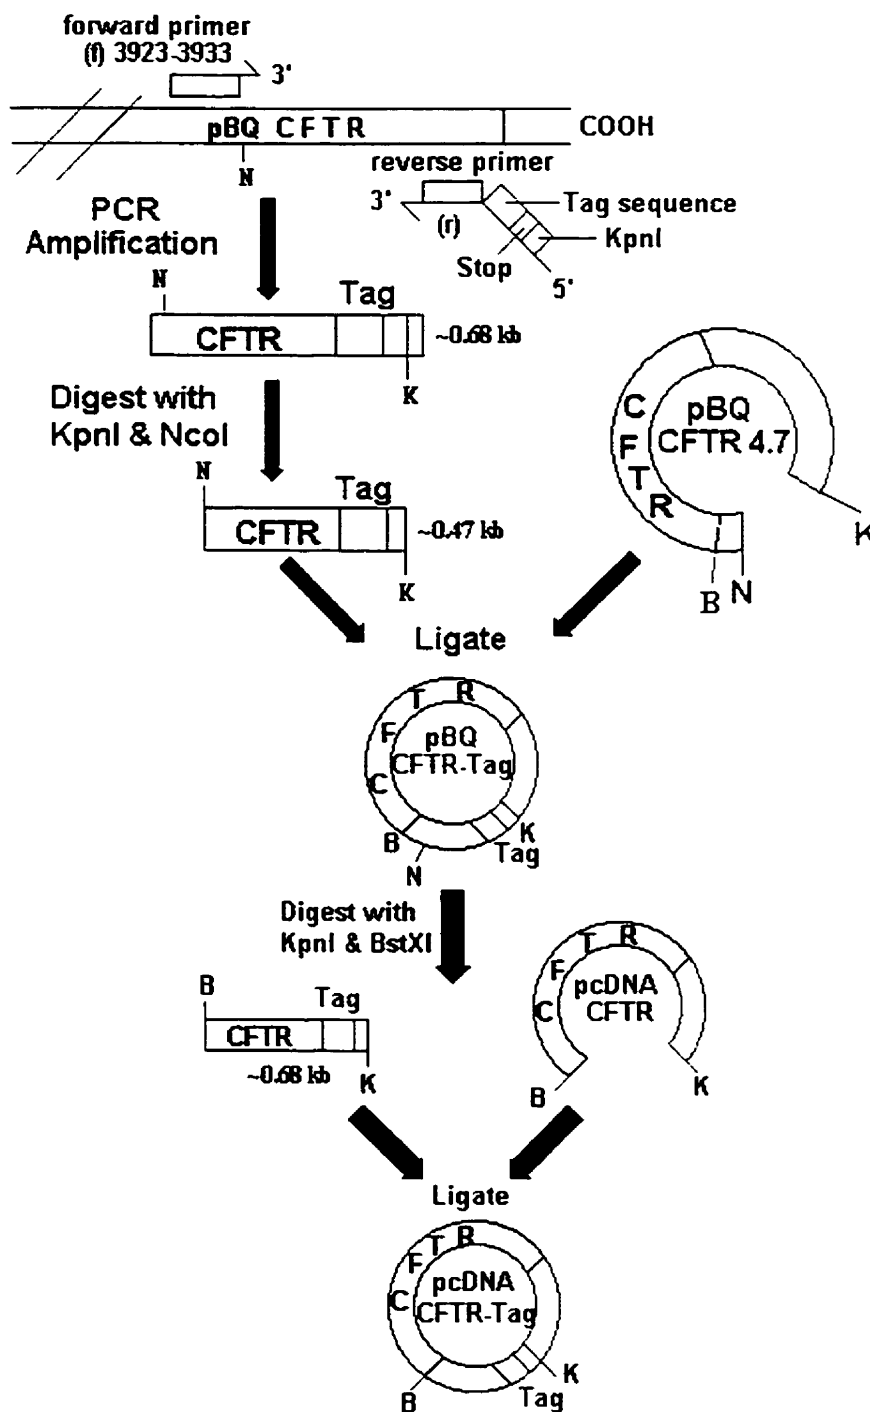 forward primer
(f) 3923-3933
3'
pBQ C F T R
COOH
N
reverse primer
3'
(r)
Tag sequence
KpnI
Stop
5'
PCR
Amplification
N
Tag
CFTR
~0.68 kb
K
Digest with
KpnI & NcoI
N
Tag
CFTR
~0.47 kb
K
C F T R
pBQ
CFTR 4.7
K
B
N
Ligate
C F T R
pBQ
CFTR-Tag
B
N
K
Tag
Digest with
KpnI & BstXI
B
Tag
CFTR
~0.68 kb
K
C F T R
pcDNA
CFTR
B
K
Ligate
C F T R
pcDNA
CFTR-Tag
B
K
Tag